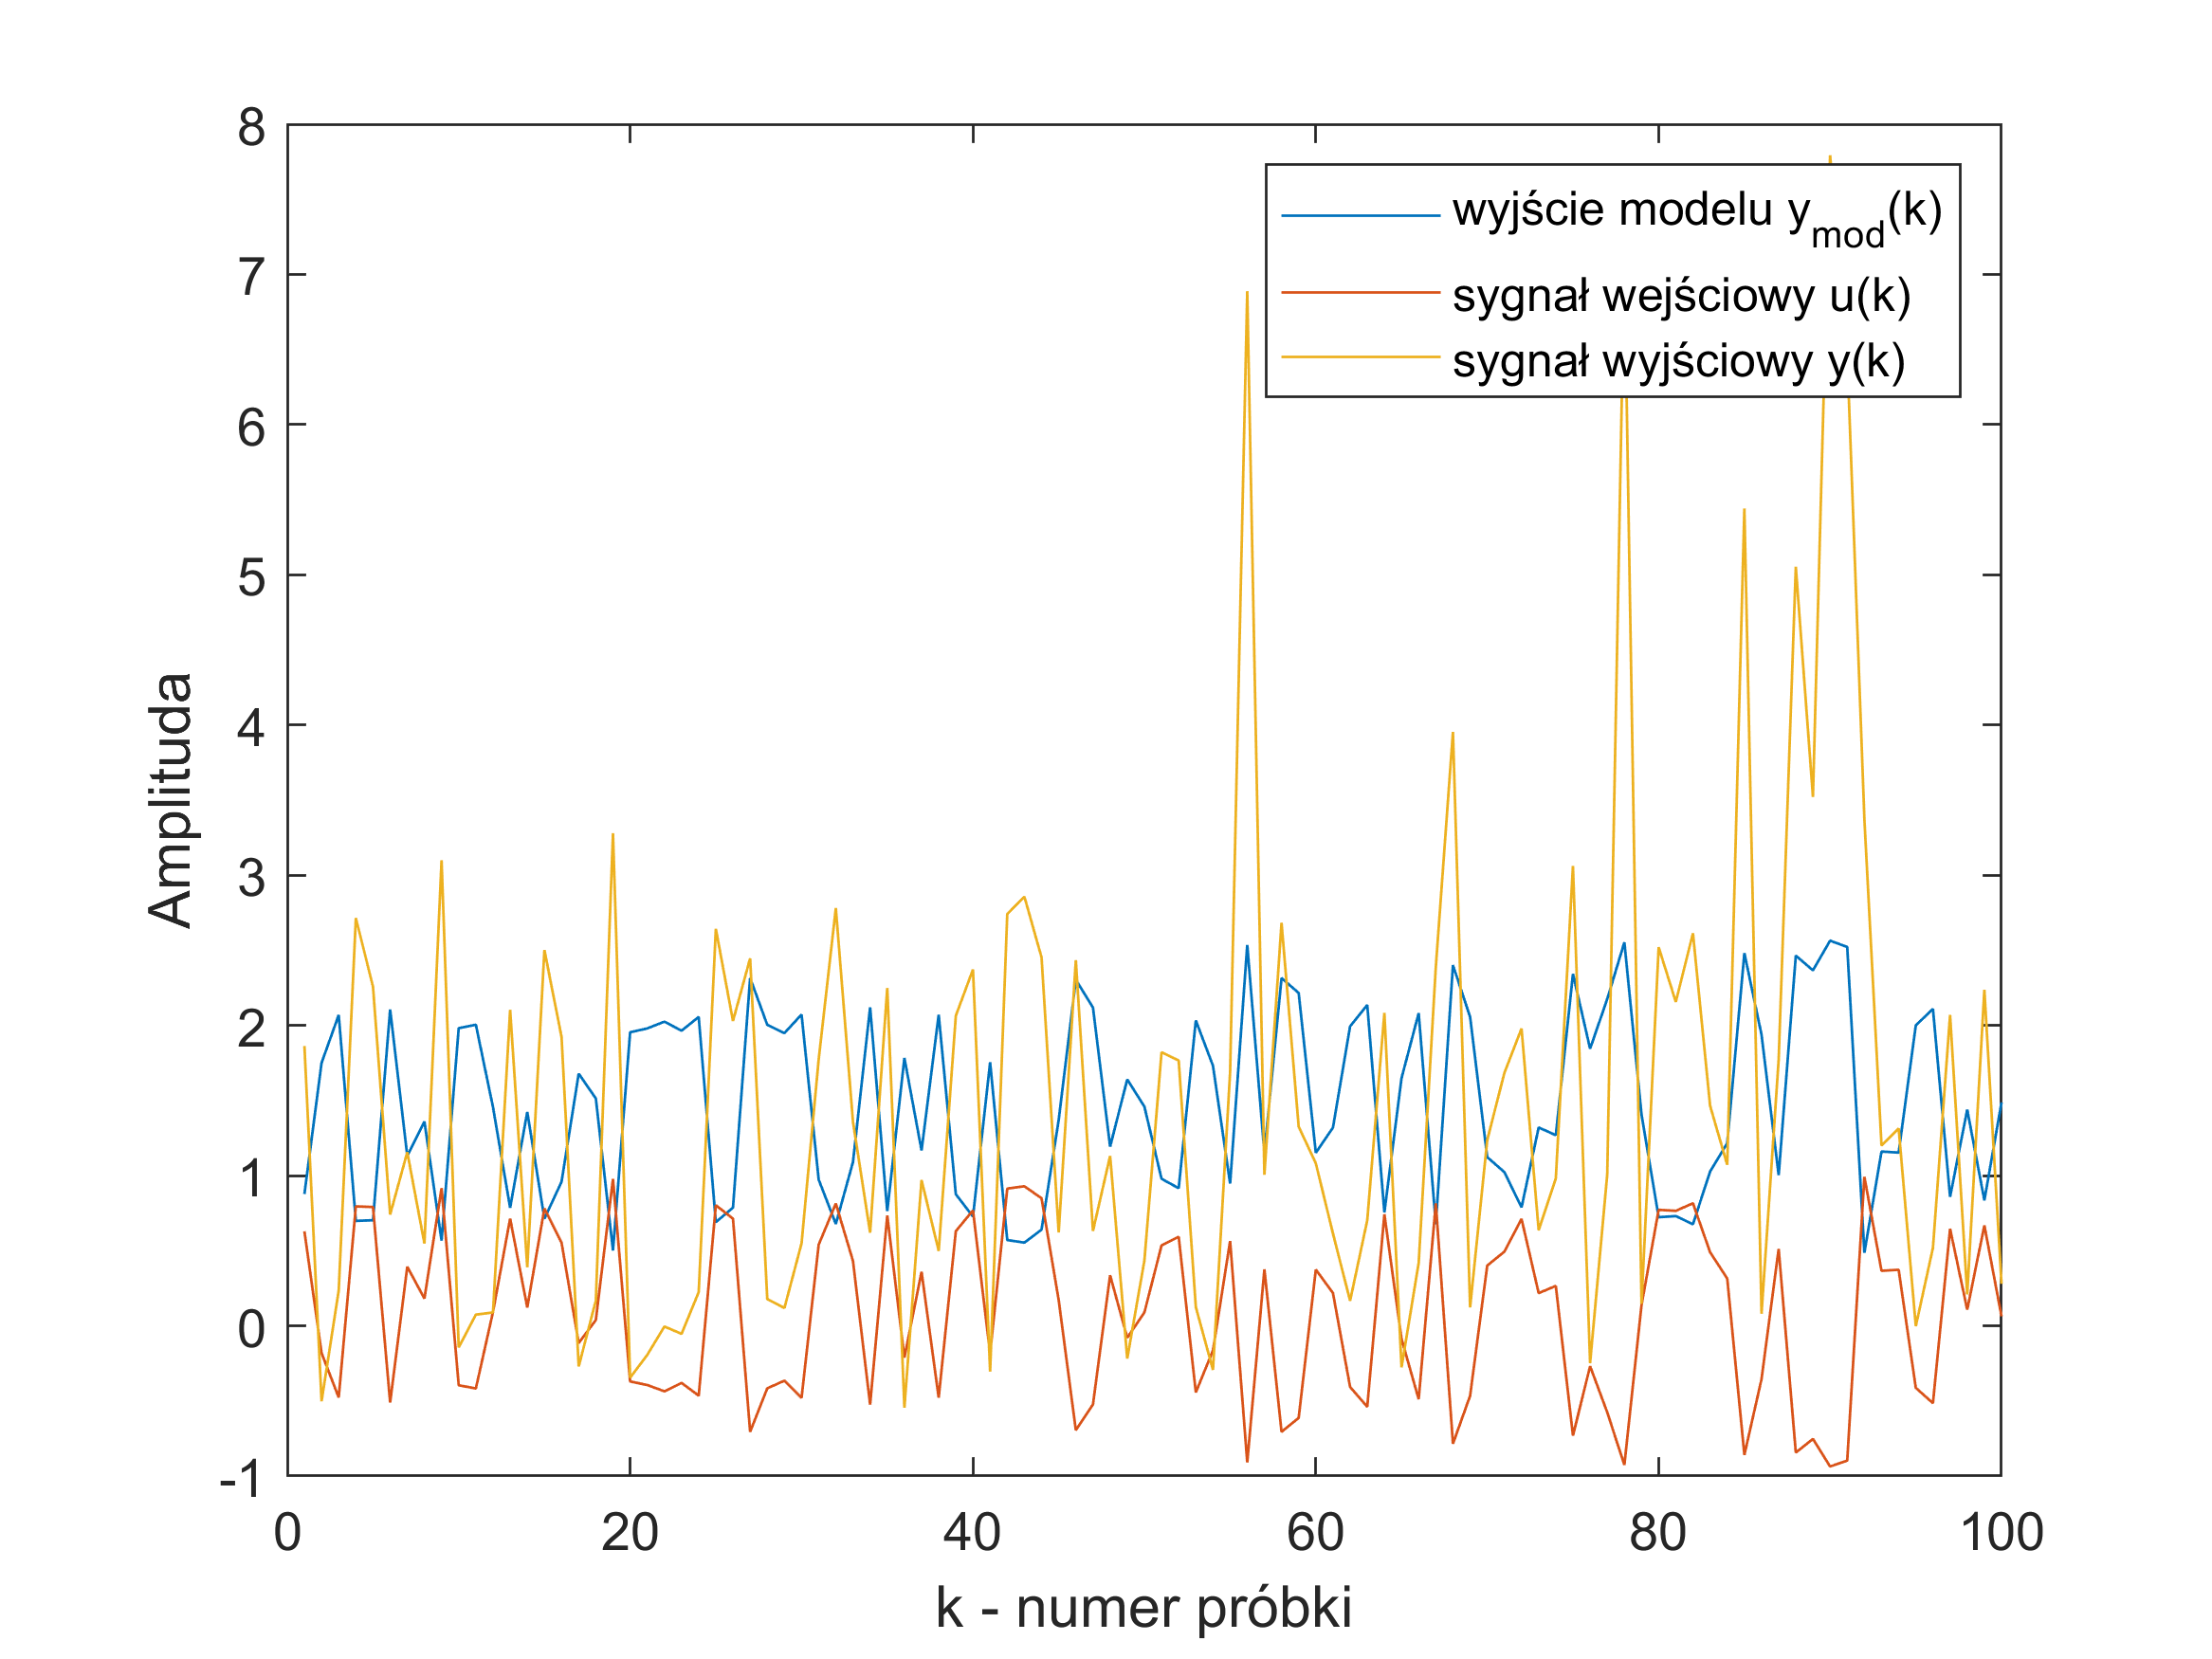 8
7
6
5
4
3
2
1
0
-1
Amplituda
wyjście modelu y_mod(k)
sygnał wejściowy u(k)
sygnał wyjściowy y(k)
0 20 40 60 80 100
k - numer próbki